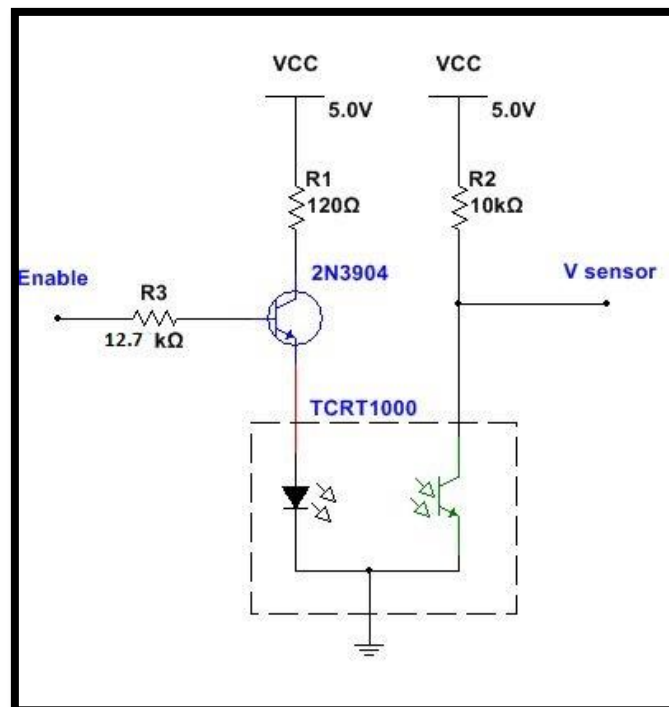 VCC
VCC
5.0V
5.0V
R1
120Ω
R2
10kΩ
2N3904
Enable
V sensor
R3
12.7 kΩ
TCRT1000